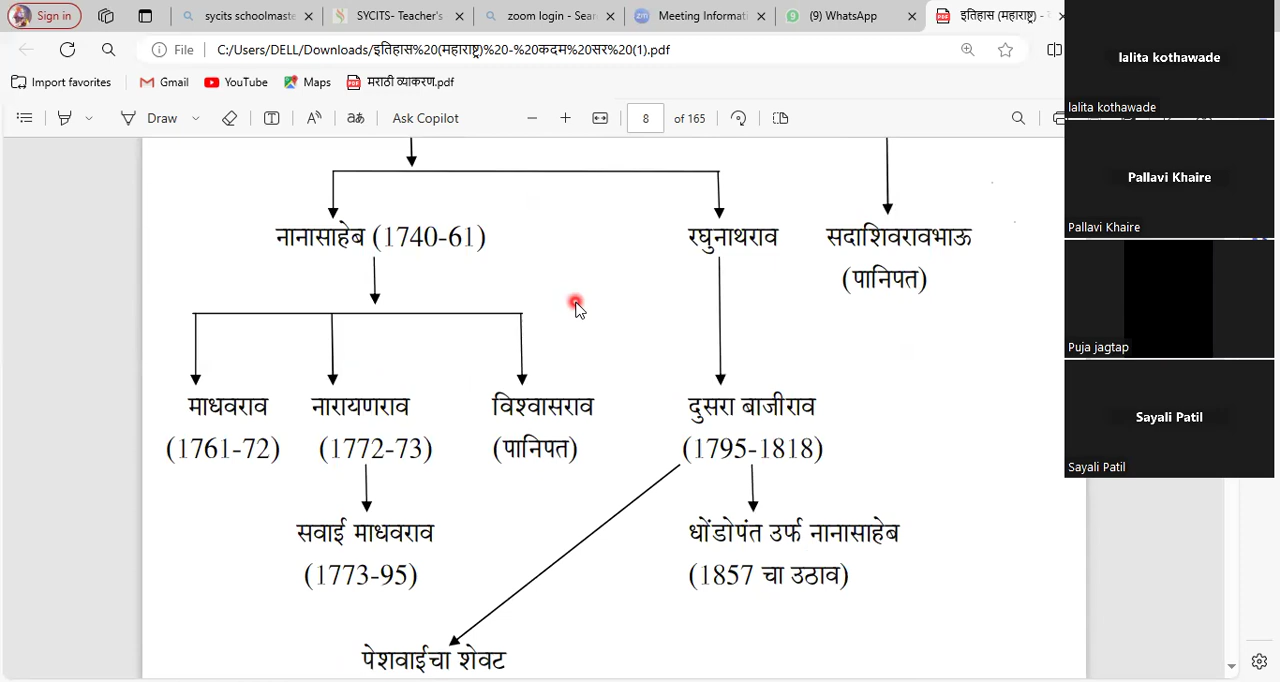 Sign in
sycits schoolmaste
SYCITS- Teacher's
zoom login - Sear
Meeting Informati
(9) WhatsApp
इतिहास (महाराष्ट्र) -
File
C:/Users/DELL/Downloads/इतिहास%20(महाराष्ट्र)%20-%20कदम%20सर%20(1).pdf
Import favorites
Gmail
YouTube
Maps
मराठी व्याकरण.pdf
Draw
Ask Copilot
8
of 165
नानासाहेब (1740-61)
रघुनाथराव
सदाशिवरावभाऊ
(पानिपत)
माधवराव
नारायणराव
विश्वासराव
दुसरा बाजीराव
(1761-72)
(1772-73)
(पानिपत)
(1795-1818)
सवाई माधवराव
धोंडोपंत उर्फ नानासाहेब
(1773-95)
(1857 चा उठाव)
पेशवाईचा शेवट
lalita kothawade
lalita kothawade
Pallavi Khaire
Pallavi Khaire
Puja jagtap
Sayali Patil
Sayali Patil